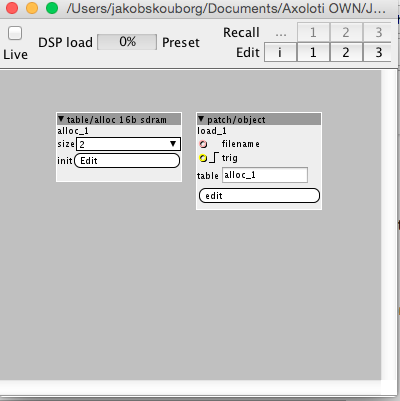 /Users/jakobskouborg/Documents/Axoloti OWN/J...
Live
DSP load 0% Preset
Recall ... 1 2 3
Edit i 1 2 3
table/alloc 16b sdram
alloc_1
size 2
init Edit
patch/object
load_1
filename
trig
table alloc_1
edit